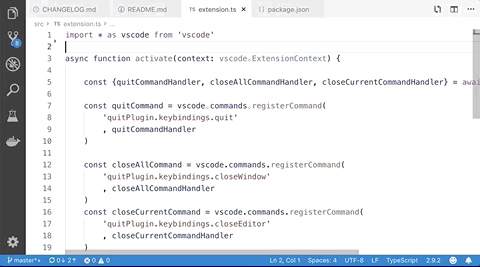 CHANGELOG.md README.md extension.ts package.json
src extension.ts ...
1 import * as vscode from 'vscode'
2
3 async function activate(context: vscode.ExtensionContext) {
4
5 const {quitCommandHandler, closeAllCommandHandler, closeCurrentCommandHandler} = awai
6
7 const quitCommand = vscode.commands.registerCommand(
8 'quitPlugin.keybindings.quit'
9 , quitCommandHandler
10 )
11
12 const closeAllCommand = vscode.commands.registerCommand(
13 'quitPlugin.keybindings.closeWindow'
14 , closeAllCommandHandler
15 )
16 const closeCurrentCommand = vscode.commands.registerCommand(
17 'quitPlugin.keybindings.closeEditor'
18 , closeCurrentCommandHandler
19 )
master* 0↓ 2↑ 0 0 Ln 2, Col 1 Spaces: 4 UTF-8 LF TypeScript 2.9.2